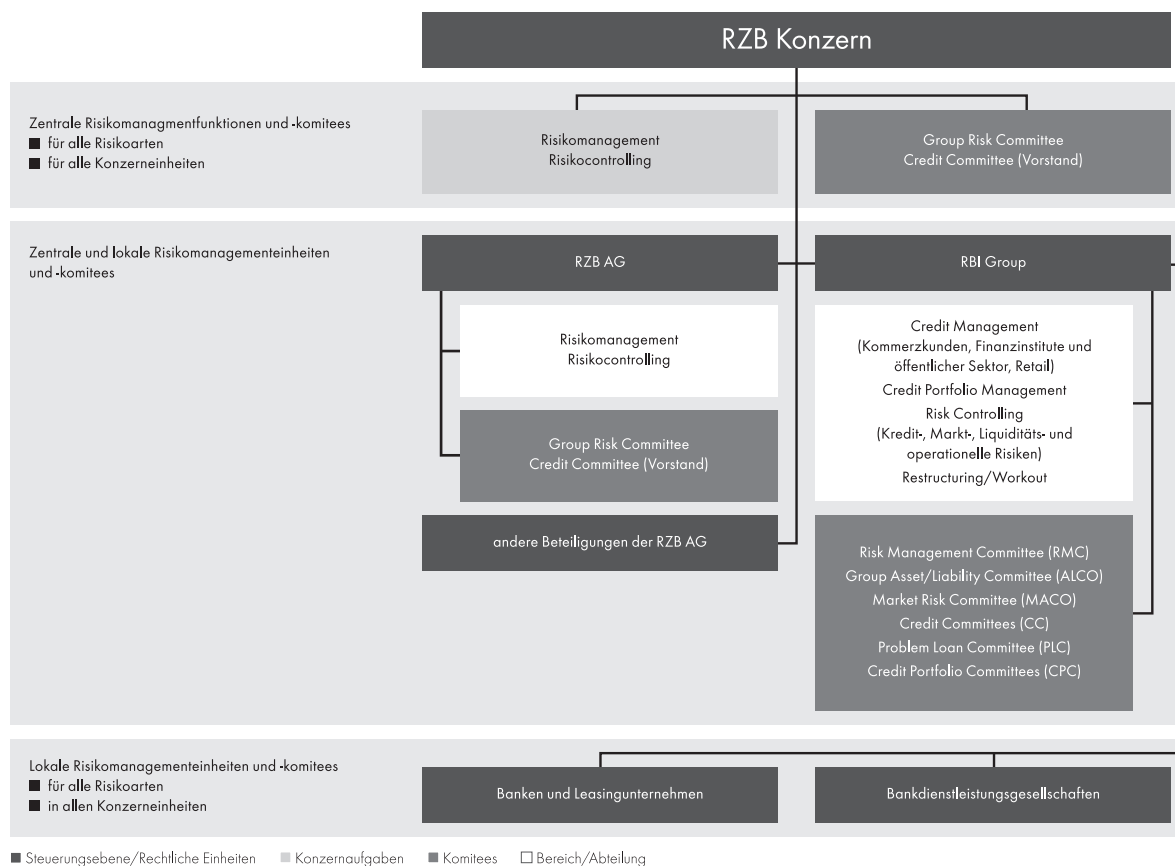 RZB Konzern
Zentrale Risikomanagmentfunktionen und -komitees
■ für alle Risikoarten
■ für alle Konzerneinheiten
Risikomanagement
Risikocontrolling
Group Risk Committee
Credit Committee (Vorstand)
Zentrale und lokale Risikomanagementeinheiten
und -komitees
RZB AG
Risikomanagement
Risikocontrolling
Group Risk Committee
Credit Committee (Vorstand)
andere Beteiligungen der RZB AG
RBI Group
Credit Management
(Kommerzkunden, Finanzinstitute und
öffentlicher Sektor, Retail)
Credit Portfolio Management
Risk Controlling
(Kredit-, Markt-, Liquiditäts- und
operationelle Risiken)
Restructuring/Workout
Risk Management Committee (RMC)
Group Asset/Liability Committee (ALCO)
Market Risk Committee (MACO)
Credit Committees (CC)
Problem Loan Committee (PLC)
Credit Portfolio Committees (CPC)
Lokale Risikomanagementeinheiten und -komitees
■ für alle Risikoarten
■ in allen Konzerneinheiten
Banken und Leasingunternehmen
Bankdienstleistungsgesellschaften
■ Steuerungsebene/Rechtliche Einheiten ■ Konzernaufgaben ■ Komitees □ Bereich/Abteilung